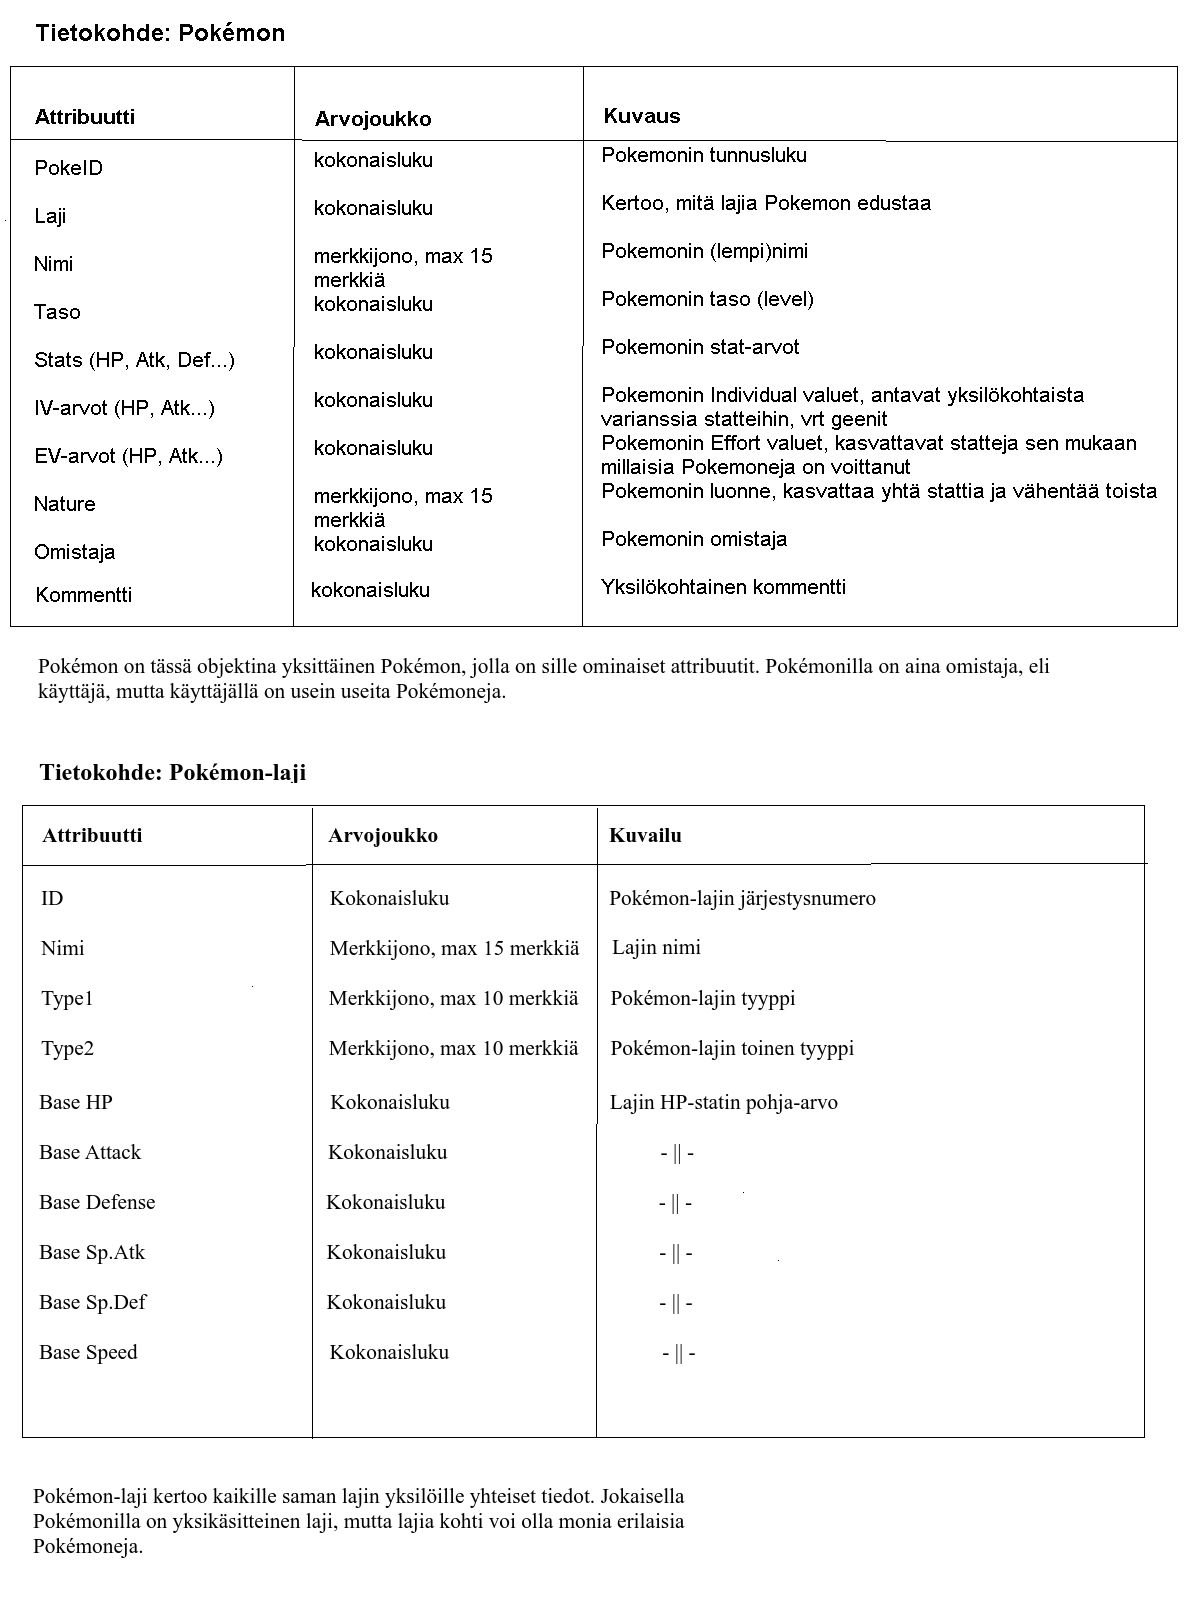 Tietokohde: Pokémon
Attribuutti Arvojoukko Kuvaus
PokeID kokonaisluku Pokemonin tunnusluku
Laji kokonaisluku Kertoo, mitä lajia Pokemon edustaa
Nimi merkkijono, max 15 merkkiä Pokemonin (lempi)nimi
Taso kokonaisluku Pokemonin taso (level)
Stats (HP, Atk, Def...) kokonaisluku Pokemonin stat-arvot
IV-arvot (HP, Atk...) kokonaisluku Pokemonin Individual valuet, antavat yksilökohtaista
varianssia statteihin, vrt geenit
EV-arvot (HP, Atk...) kokonaisluku Pokemonin Effort valuet, kasvattavat statteja sen mukaan
millaisia Pokemoneja on voittanut
Nature merkkijono, max 15 merkkiä Pokemonin luonne, kasvattaa yhtä stattia ja vähentää toista
Omistaja kokonaisluku Pokemonin omistaja
Kommentti kokonaisluku Yksilökohtainen kommentti
Pokémon on tässä objektina yksittäinen Pokémon, jolla on sille ominaiset attribuutit. Pokémonilla on aina omistaja, eli
käyttäjä, mutta käyttäjällä on usein useita Pokémoneja.
Tietokohde: Pokémon-laji
Attribuutti Arvojoukko Kuvailu
ID Kokonaisluku Pokémon-lajin järjestysnumero
Nimi Merkkijono, max 15 merkkiä Lajin nimi
Type1 Merkkijono, max 10 merkkiä Pokémon-lajin tyyppi
Type2 Merkkijono, max 10 merkkiä Pokémon-lajin toinen tyyppi
Base HP Kokonaisluku Lajin HP-statin pohja-arvo
Base Attack Kokonaisluku - || -
Base Defense Kokonaisluku - || -
Base Sp.Atk Kokonaisluku - || -
Base Sp.Def Kokonaisluku - || -
Base Speed Kokonaisluku - || -
Pokémon-laji kertoo kaikille saman lajin yksilöille yhteiset tiedot. Jokaisella
Pokémonilla on yksikäsitteinen laji, mutta lajia kohti voi olla monia erilaisia
Pokémoneja.